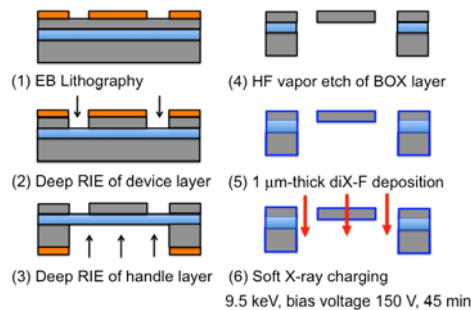 (1) EB Lithography
(2) Deep RIE of device layer
(3) Deep RIE of handle layer
(4) HF vapor etch of BOX layer
(5) 1 μm-thick diX-F deposition
(6) Soft X-ray charging
9.5 keV, bias voltage 150 V, 45 min